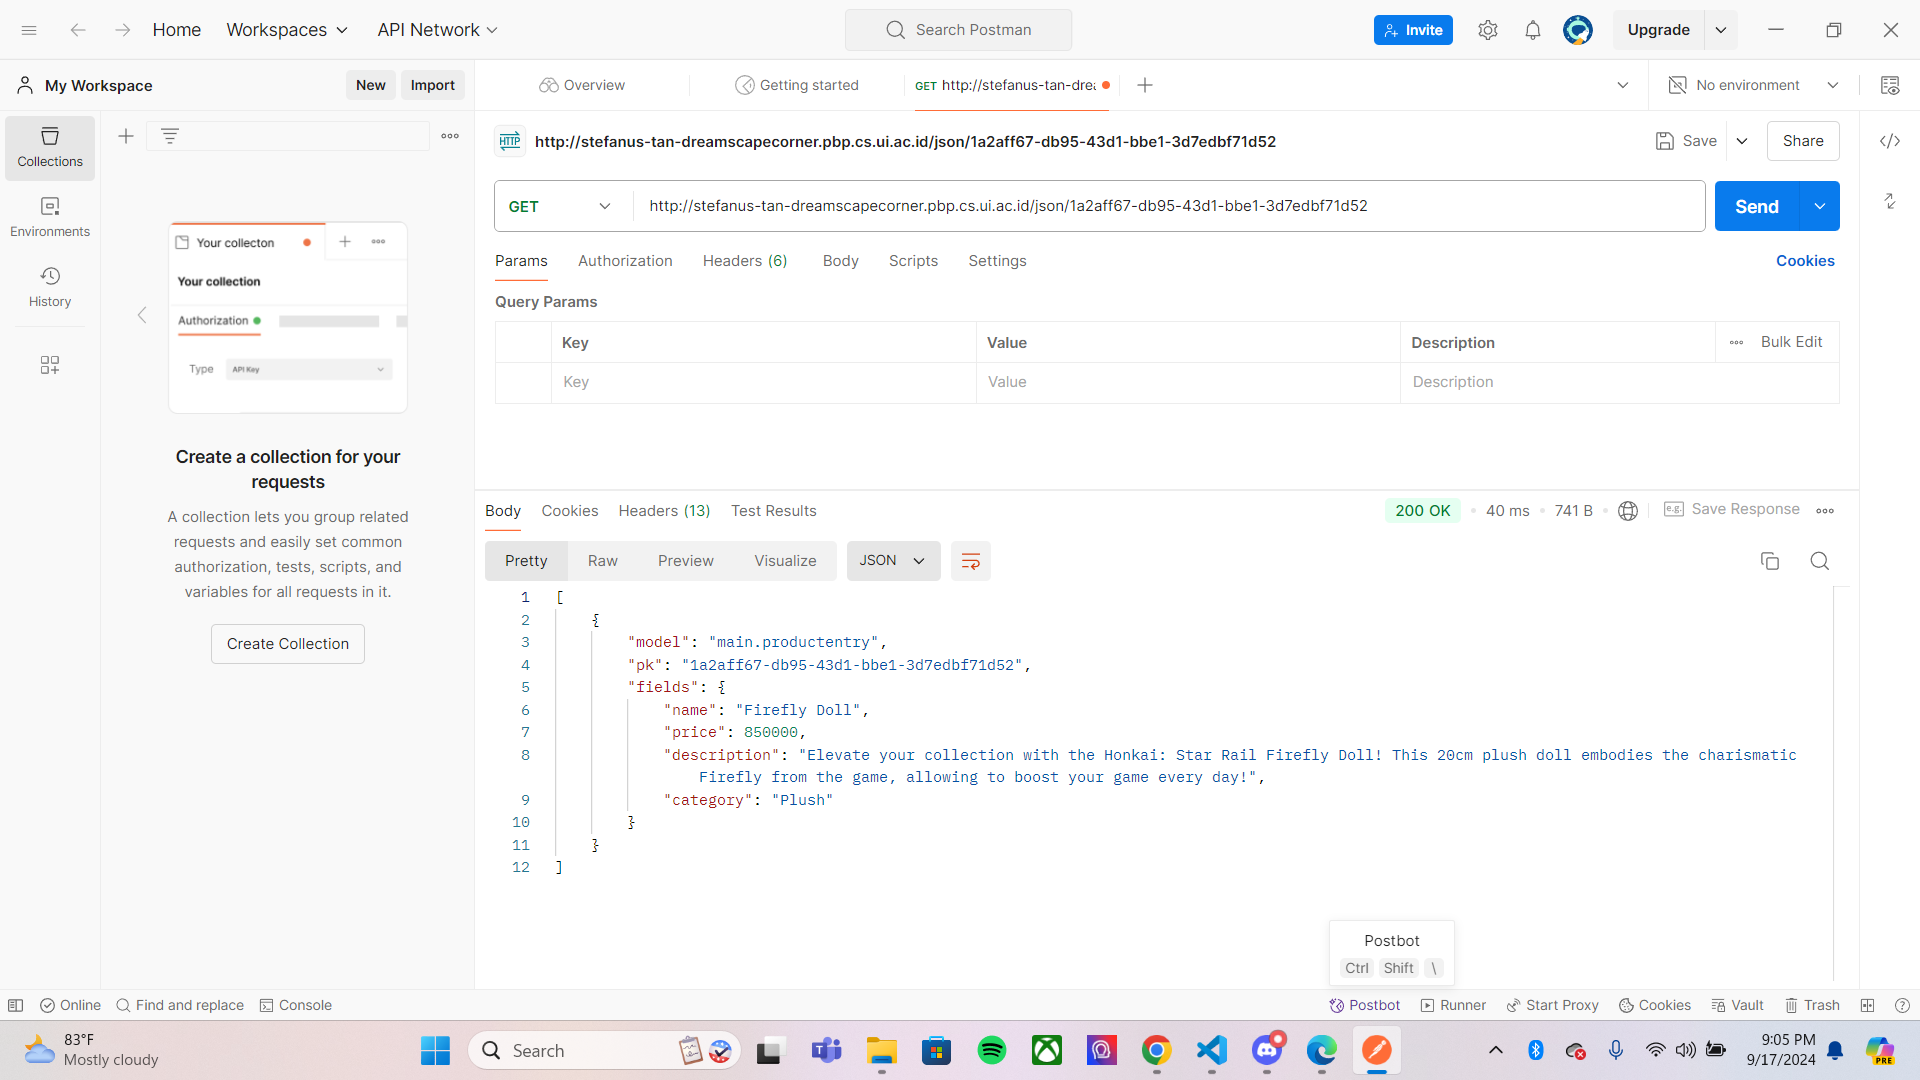 Home Workspaces API Network Search Postman Invite Upgrade
My Workspace New Import Overview Getting started GET http://stefanus-tan-drea No environment
Collections
Environments
History
Your collecton
Your collection
Authorization
Type API Key
Create a collection for your
requests
A collection lets you group related
requests and easily set common
authorization, tests, scripts, and
variables for all requests in it.
Create Collection
HTTP http://stefanus-tan-dreamscapecorner.pbp.cs.ui.ac.id/json/1a2aff67-db95-43d1-bbe1-3d7edbf71d52 Save Share
GET http://stefanus-tan-dreamscapecorner.pbp.cs.ui.ac.id/json/1a2aff67-db95-43d1-bbe1-3d7edbf71d52 Send
Params Authorization Headers (6) Body Scripts Settings Cookies
Query Params
Key Value Description Bulk Edit
Key Value Description
Body Cookies Headers (13) Test Results 200 OK 40 ms 741 B e.g. Save Response
Pretty Raw Preview Visualize JSON
1 [
2 {
3 "model": "main.productentry",
4 "pk": "1a2aff67-db95-43d1-bbe1-3d7edbf71d52",
5 "fields": {
6 "name": "Firefly Doll",
7 "price": 850000,
8 "description": "Elevate your collection with the Honkai: Star Rail Firefly Doll! This 20cm plush doll embodies the charismatic
Firefly from the game, allowing to boost your game every day!",
9 "category": "Plush"
10 }
11 }
12 ]
Postbot
Ctrl Shift \
Online Find and replace Console Postbot Runner Start Proxy Cookies Vault Trash
83°F
Mostly cloudy
Search
9:05 PM
9/17/2024
PRE